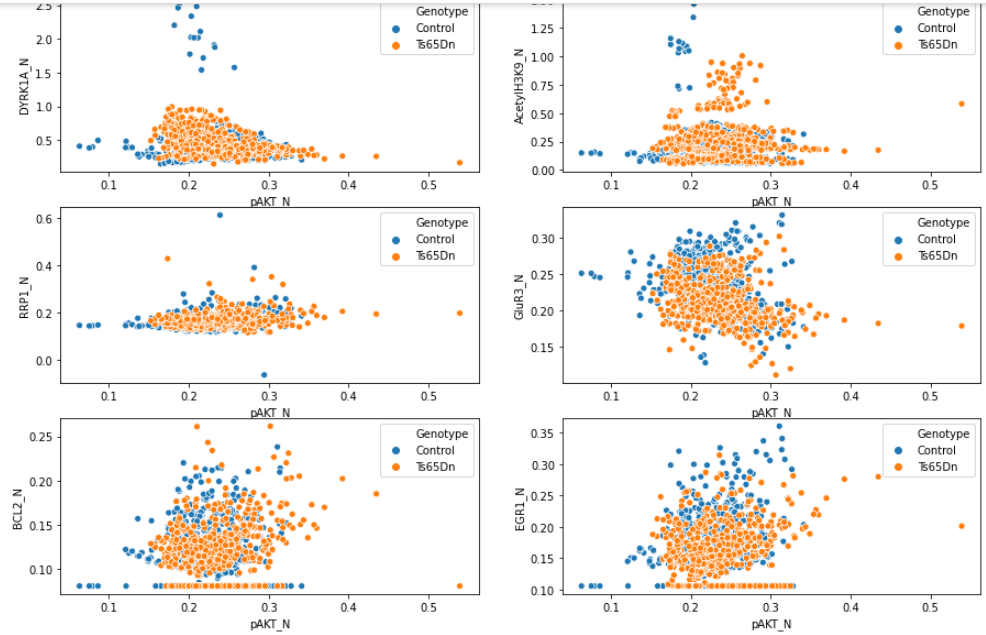 2.5
2.0
1.5
1.0
0.5
DYRK1A_N
Genotype
Control
Ts65Dn
0.1 0.2 0.3 0.4 0.5
pAKT_N
1.25
1.00
0.75
0.50
0.25
0.00
AcetylH3K9_N
Genotype
Control
Ts65Dn
0.1 0.2 0.3 0.4 0.5
pAKT_N
0.6
0.4
0.2
0.0
RRP1_N
Genotype
Control
Ts65Dn
0.1 0.2 0.3 0.4 0.5
pAKT_N
0.30
0.25
0.20
0.15
GluR3_N
Genotype
Control
Ts65Dn
0.1 0.2 0.3 0.4 0.5
pAKT_N
0.25
0.20
0.15
0.10
BCL2_N
Genotype
Control
Ts65Dn
0.1 0.2 0.3 0.4 0.5
pAKT_N
0.35
0.30
0.25
0.20
0.15
0.10
EGR1_N
Genotype
Control
Ts65Dn
0.1 0.2 0.3 0.4 0.5
pAKT_N